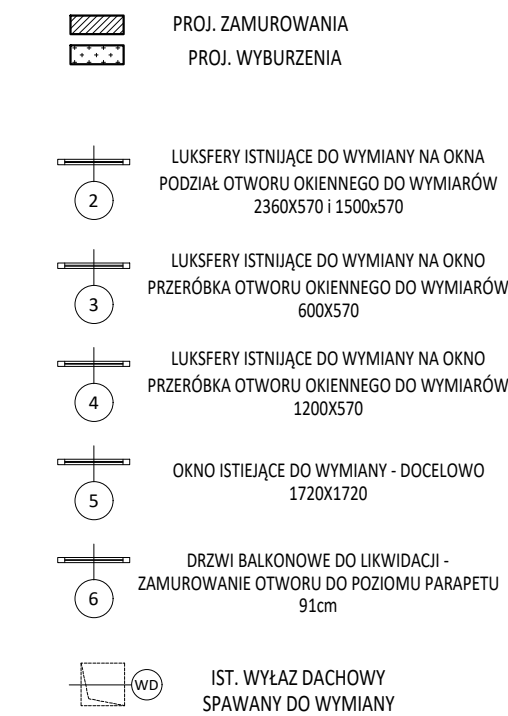 PROJ. ZAMUROWANIA
PROJ. WYBURZENIA
2
LUKSFERY ISTNIJĄCE DO WYMIANY NA OKNA
PODZIAŁ OTWORU OKIENNEGO DO WYMIARÓW
2360X570 i 1500x570
3
LUKSFERY ISTNIJĄCE DO WYMIANY NA OKNO
PRZERÓBKA OTWORU OKIENNEGO DO WYMIARÓW
600X570
4
LUKSFERY ISTNIJĄCE DO WYMIANY NA OKNO
PRZERÓBKA OTWORU OKIENNEGO DO WYMIARÓW
1200X570
5
OKNO ISTIEJĄCE DO WYMIANY - DOCELOWO
1720X1720
6
DRZWI BALKONOWE DO LIKWIDACJI -
ZAMUROWANIE OTWORU DO POZIOMU PARAPETU
91cm
WD
IST. WYŁAZ DACHOWY
SPAWANY DO WYMIANY